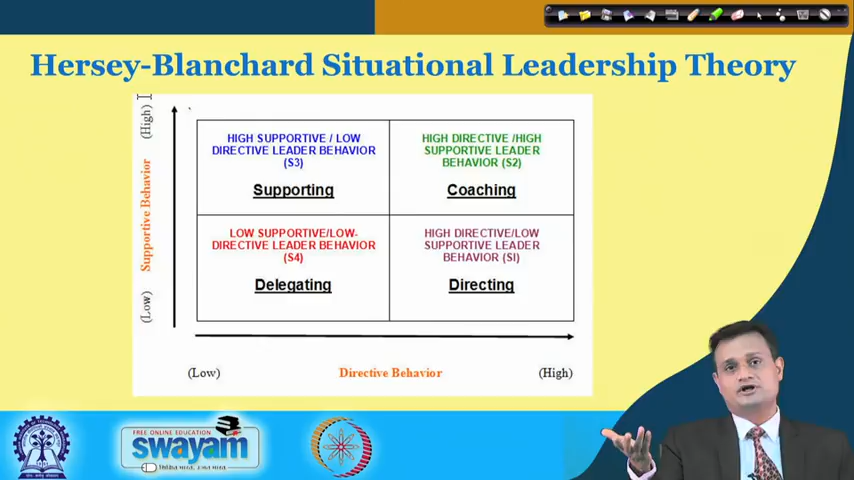 Hersey-Blanchard Situational Leadership Theory
(High)
Supportive Behavior
(Low)
HIGH SUPPORTIVE / LOW
DIRECTIVE LEADER BEHAVIOR
(S3)
Supporting
HIGH DIRECTIVE /HIGH
SUPPORTIVE LEADER
BEHAVIOR (S2)
Coaching
LOW SUPPORTIVE/LOW-
DIRECTIVE LEADER BEHAVIOR
(S4)
Delegating
HIGH DIRECTIVE/LOW
SUPPORTIVE LEADER
BEHAVIOR (SI)
Directing
(Low)
Directive Behavior
(High)
FREE ONLINE EDUCATION
swayam